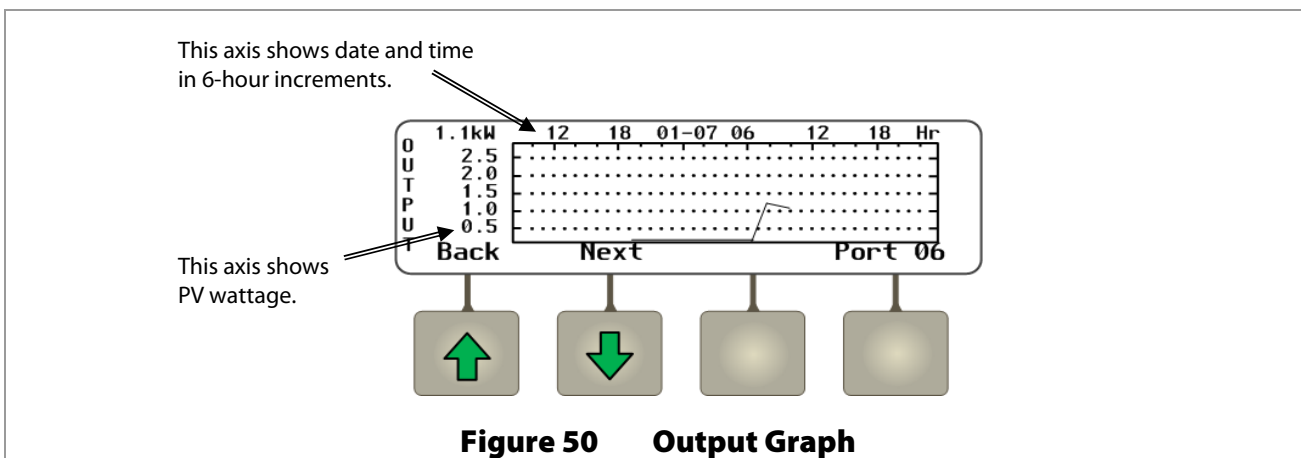 This axis shows date and time
in 6-hour increments.
1.1kW 12 18 01-07 06 12 18 Hr
OUTPUT
2.5
2.0
1.5
1.0
0.5
This axis shows
PV wattage.
Back Next Port 06
Figure 50 Output Graph